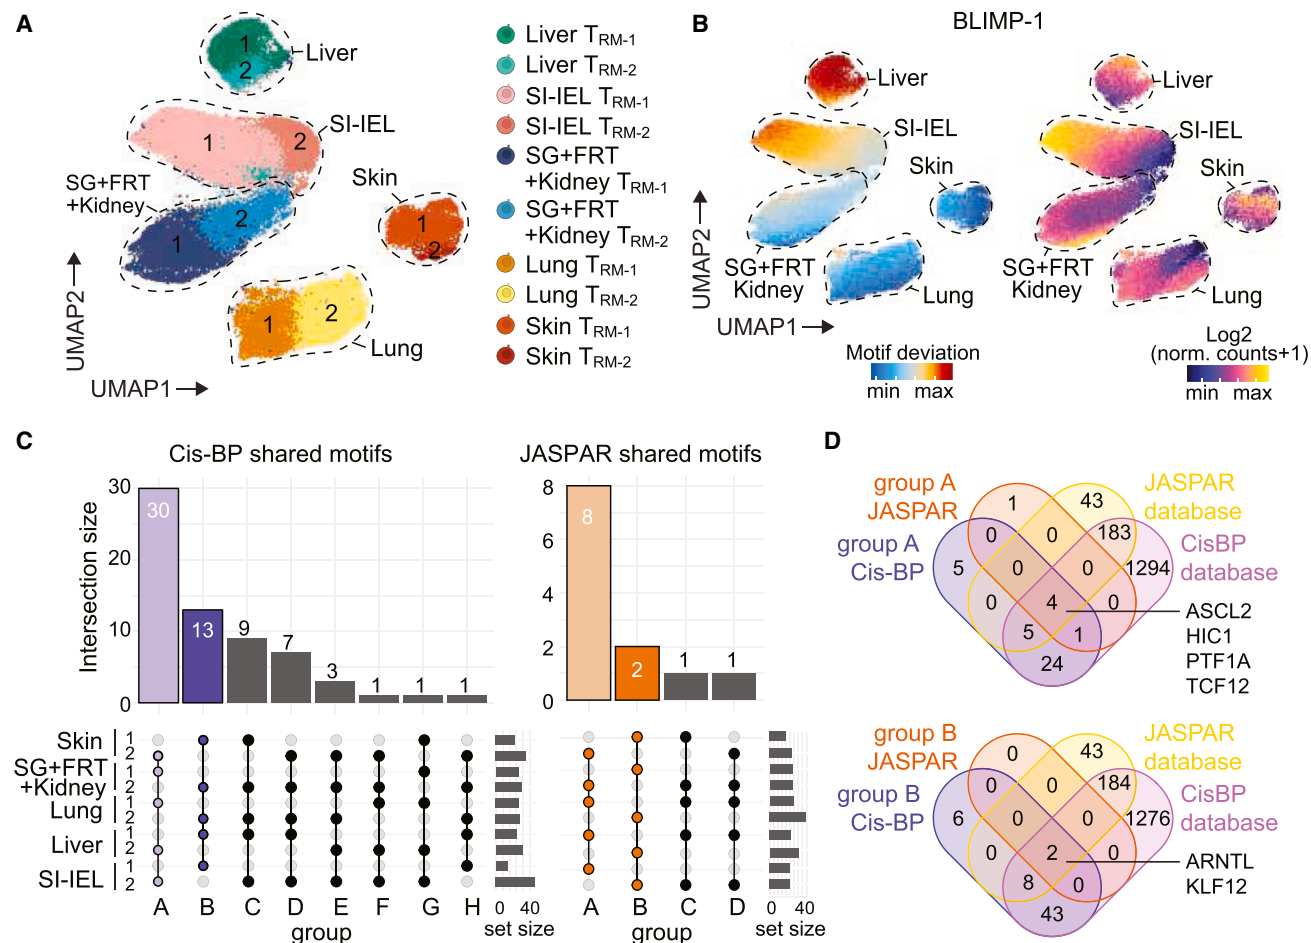 A
1
2
Liver
1
2
SI-IEL
SG+FRT
+Kidney
1
2
Skin
1
2
1
2
Lung
UMAP2
UMAP1
Liver TRM-1
Liver TRM-2
SI-IEL TRM-1
SI-IEL TRM-2
SG+FRT
+Kidney TRM-1
SG+FRT
+Kidney TRM-2
Lung TRM-1
Lung TRM-2
Skin TRM-1
Skin TRM-2
B
BLIMP-1
Liver
SI-IEL
Skin
SG+FRT
Kidney
Lung
UMAP2
UMAP1
Motif deviation
min max
Liver
SI-IEL
Skin
SG+FRT
Kidney
Lung
Log2
(norm. counts+1)
min max
C
Cis-BP shared motifs
Intersection size
30
20
10
0
30
13
9
7
3
1
1
1
Skin
1
2
SG+FRT
+Kidney
1
2
Lung
1
2
Liver
1
2
SI-IEL
1
2
A B C D E F G H
group
0 40
set size
JASPAR shared motifs
8
6
4
2
0
8
2
1
1
A B C D
group
0 40
set size
D
group A
JASPAR
JASPAR
database
group A
Cis-BP
CisBP
database
1
43
0
0
183
5
0
0
1294
0
4
0
5
1
24
ASCL2
HIC1
PTF1A
TCF12
group B
JASPAR
JASPAR
database
group B
Cis-BP
CisBP
database
0
43
0
0
184
6
0
0
1276
0
2
0
8
0
43
ARNTL
KLF12